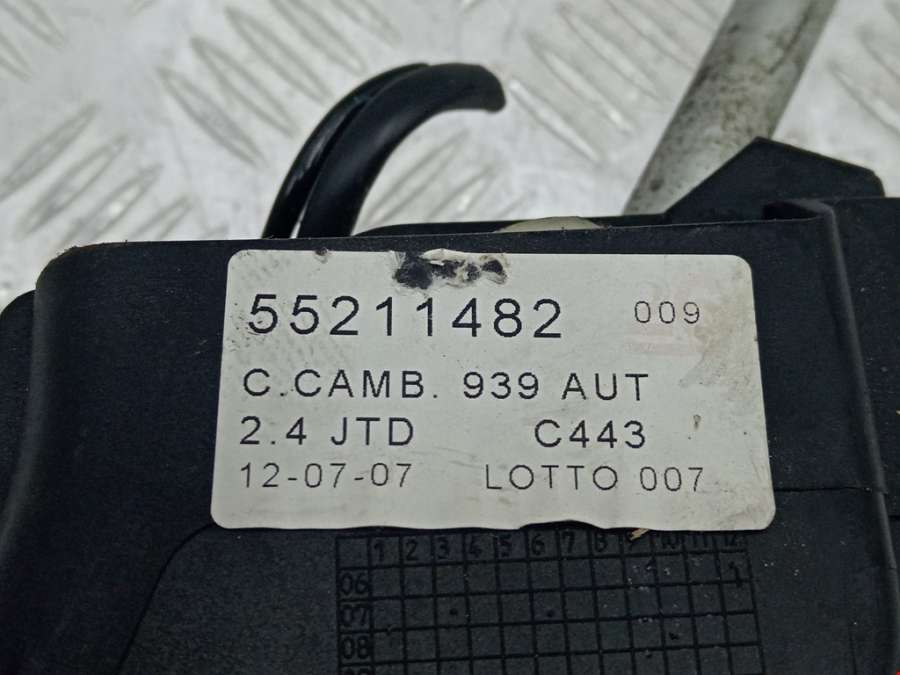 55211482 009
C.CAMB. 939 AUT
2.4 JTD C443
12-07-07 LOTTO 007
1 2 3 4 5 6 7 8 9 10 11 12
06
07
08